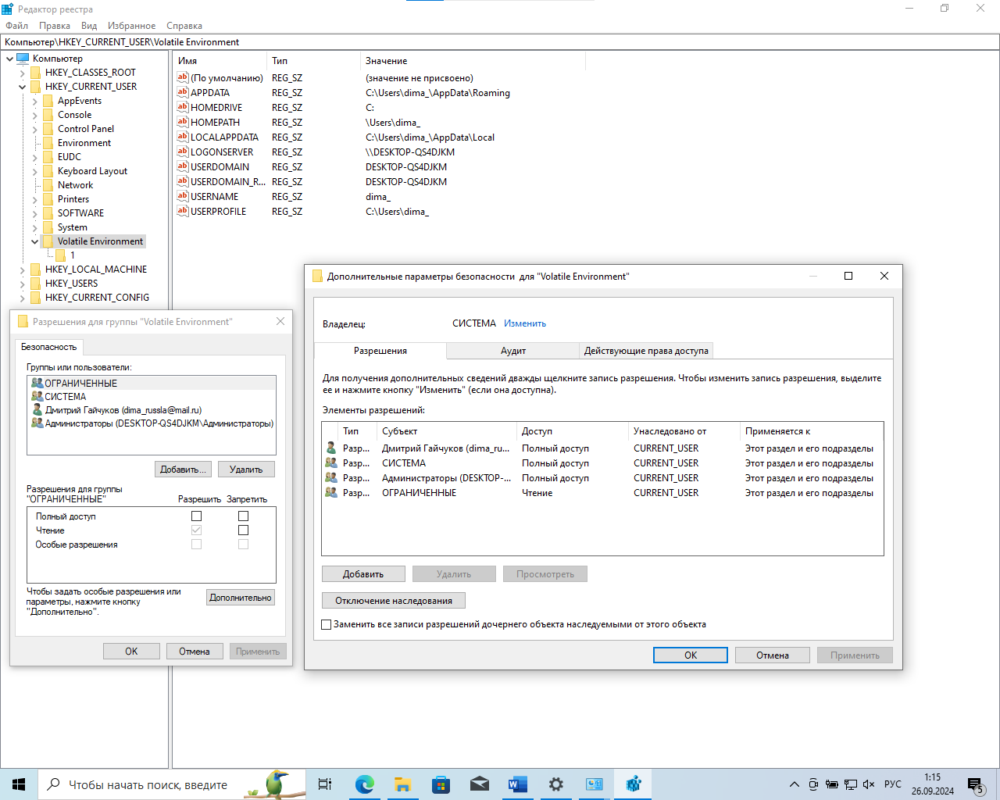 Редактор реестра
Файл Правка Вид Избранное Справка
Компьютер\HKEY_CURRENT_USER\Volatile Environment
Компьютер
HKEY_CLASSES_ROOT
HKEY_CURRENT_USER
AppEvents
Console
Control Panel
Environment
EUDC
Keyboard Layout
Network
Printers
SOFTWARE
System
Volatile Environment
1
HKEY_LOCAL_MACHINE
HKEY_USERS
HKEY_CURRENT_CONFIG
Имя Тип Значение
(По умолчанию) REG_SZ (значение не присвоено)
APPDATA REG_SZ C:\Users\dima_\AppData\Roaming
HOMEDRIVE REG_SZ C:
HOMEPATH REG_SZ \Users\dima_
LOCALAPPDATA REG_SZ C:\Users\dima_\AppData\Local
LOGONSERVER REG_SZ \\DESKTOP-QS4DJKM
USERDOMAIN REG_SZ DESKTOP-QS4DJKM
USERDOMAIN_R... REG_SZ DESKTOP-QS4DJKM
USERNAME REG_SZ dima_
USERPROFILE REG_SZ C:\Users\dima_
Разрешения для группы "Volatile Environment"
Безопасность
Группы или пользователи:
ОГРАНИЧЕННЫЕ
СИСТЕМА
Дмитрий Гайчуков (dima_russla@mail.ru)
Администраторы (DESKTOP-QS4DJKM\Администраторы)
Добавить... Удалить
Разрешения для группы
"ОГРАНИЧЕННЫЕ" Разрешить Запретить
Полный доступ
Чтение
Особые разрешения
Чтобы задать особые разрешения или
параметры, нажмите кнопку
"Дополнительно".
Дополнительно
ОК Отмена Применить
Дополнительные параметры безопасности для "Volatile Environment"
Владелец: СИСТЕМА Изменить
Разрешения Аудит Действующие права доступа
Для получения дополнительных сведений дважды щелкните запись разрешения. Чтобы изменить запись разрешения, выделите
ее и нажмите кнопку "Изменить" (если она доступна).
Элементы разрешений:
Тип Субъект Доступ Унаследовано от Применяется к
Разр... Дмитрий Гайчуков (dima_ru... Полный доступ CURRENT_USER Этот раздел и его подразделы
Разр... СИСТЕМА Полный доступ CURRENT_USER Этот раздел и его подразделы
Разр... Администраторы (DESKTOP-... Полный доступ CURRENT_USER Этот раздел и его подразделы
Разр... ОГРАНИЧЕННЫЕ Чтение CURRENT_USER Этот раздел и его подразделы
Добавить Удалить Просмотреть
Отключение наследования
Заменить все записи разрешений дочернего объекта наследуемыми от этого объекта
ОК Отмена Применить
Чтобы начать поиск, введите
РУС
1:15
26.09.2024
5